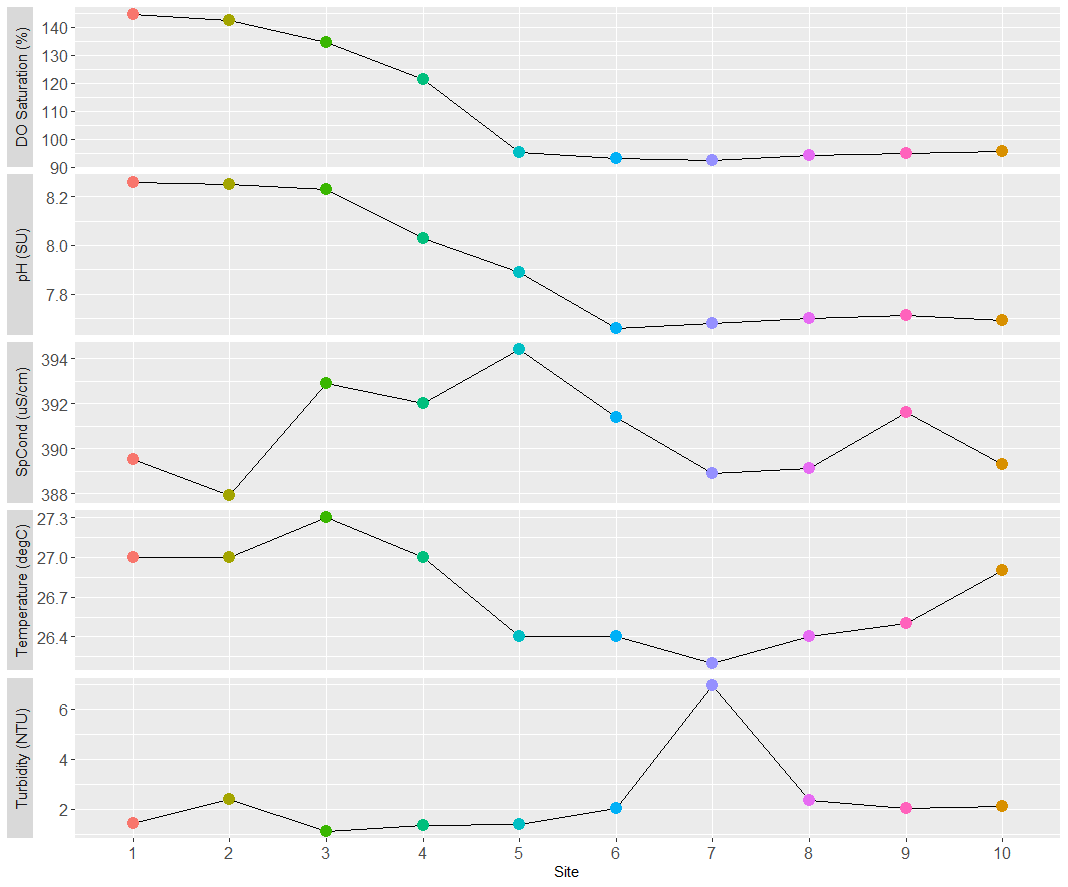 DO Saturation (%)
140
130
120
110
100
90
pH (SU)
8.2
8.0
7.8
SpCond (uS/cm)
394
392
390
388
Temperature (degC)
27.3
27.0
26.7
26.4
Turbidity (NTU)
6
4
2
1 2 3 4 5 6 7 8 9 10
Site